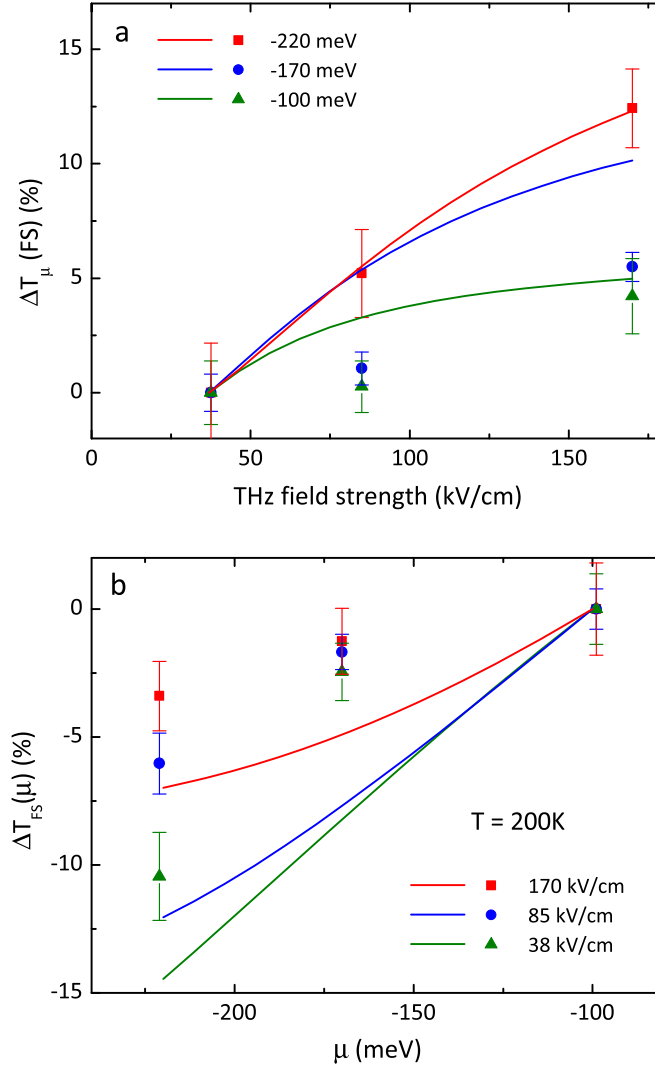 a
-220 meV
-170 meV
-100 meV
15
10
5
0
ΔT_μ (FS) (%)
0 50 100 150
THz field strength (kV/cm)
b
0
-5
-10
-15
ΔT_FS(μ) (%)
T = 200K
170 kV/cm
85 kV/cm
38 kV/cm
-200 -150 -100
μ (meV)